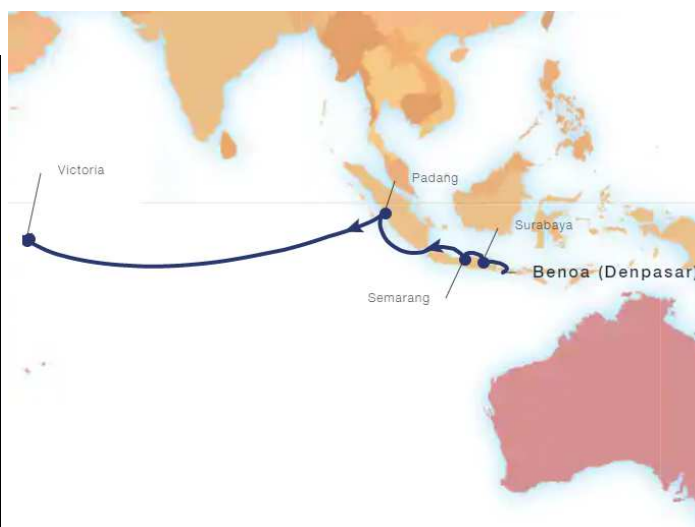 Victoria
Padang
Surabaya
Benoa (Denpasar)
Semarang